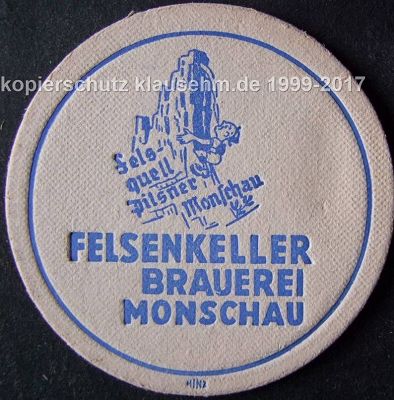 kopierschutz klausehm.de 1999-2017
Fels
quell
Pilsner
Monschau
FELSENKELLER
BRAUEREI
MONSCHAU